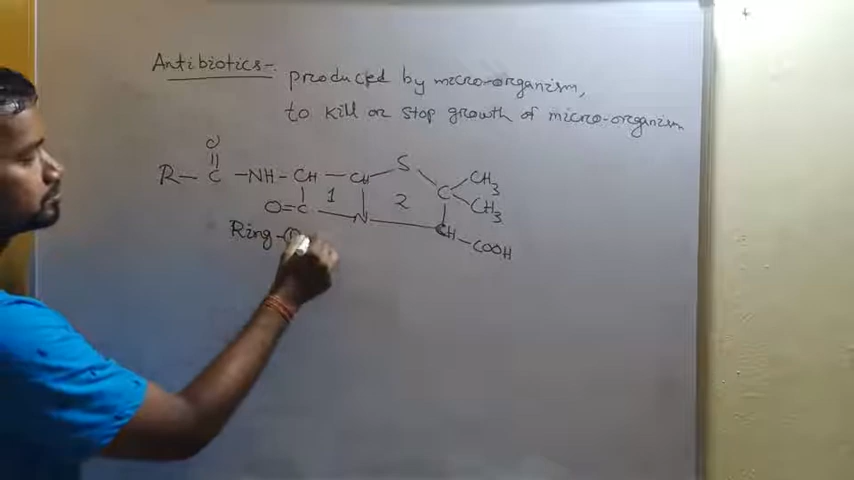 Antibiotics:- produced by micro-organism,
to kill or stop growth of micro-organism
O
R - C - NH - CH - CH S C CH3
O=C 1 N 2 CH3
CH COOH
Ring -